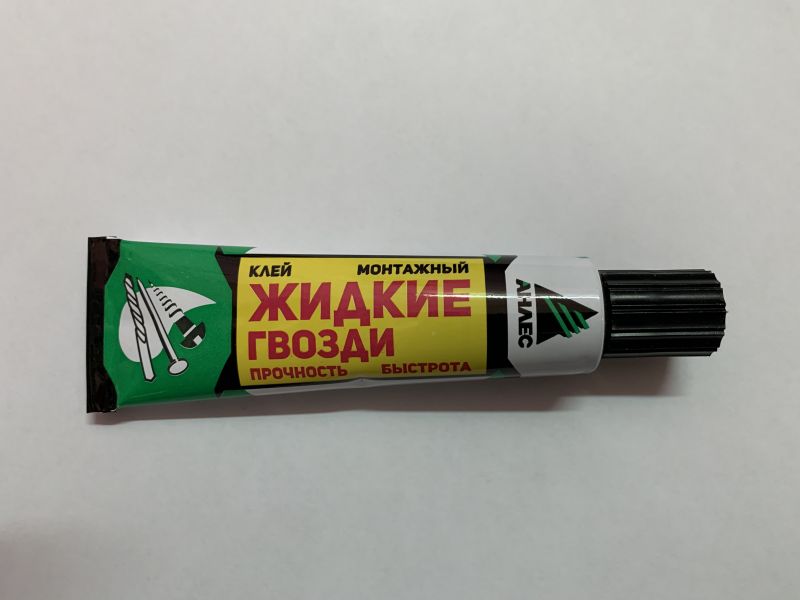 КЛЕЙ МОНТАЖНЫЙ
ЖИДКИЕ
ГВОЗДИ
ПРОЧНОСТЬ БЫСТРОТА
АНЛЕС